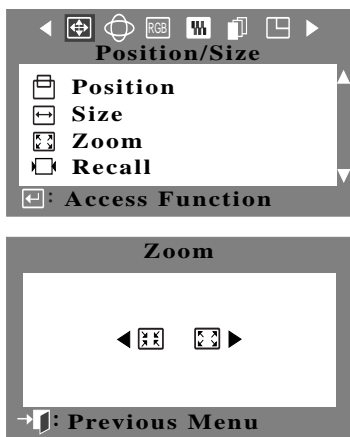 RGB
Position/Size
Position
Size
Zoom
Recall
: Access Function
Zoom
: Previous Menu